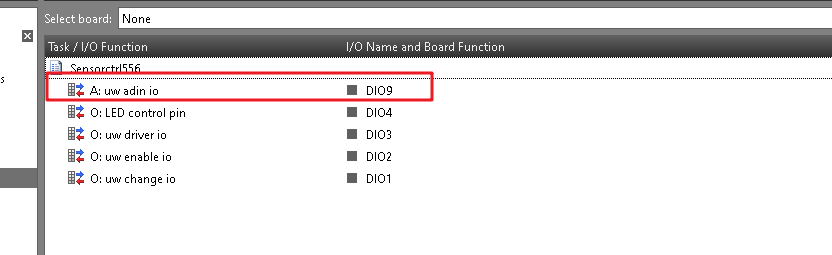 Select board: None
Task / I/O Function I/O Name and Board Function
Sensorctrl556
A: uw adin io DIO9
O: LED control pin DIO4
O: uw driver io DIO3
O: uw enable io DIO2
O: uw change io DIO1
s